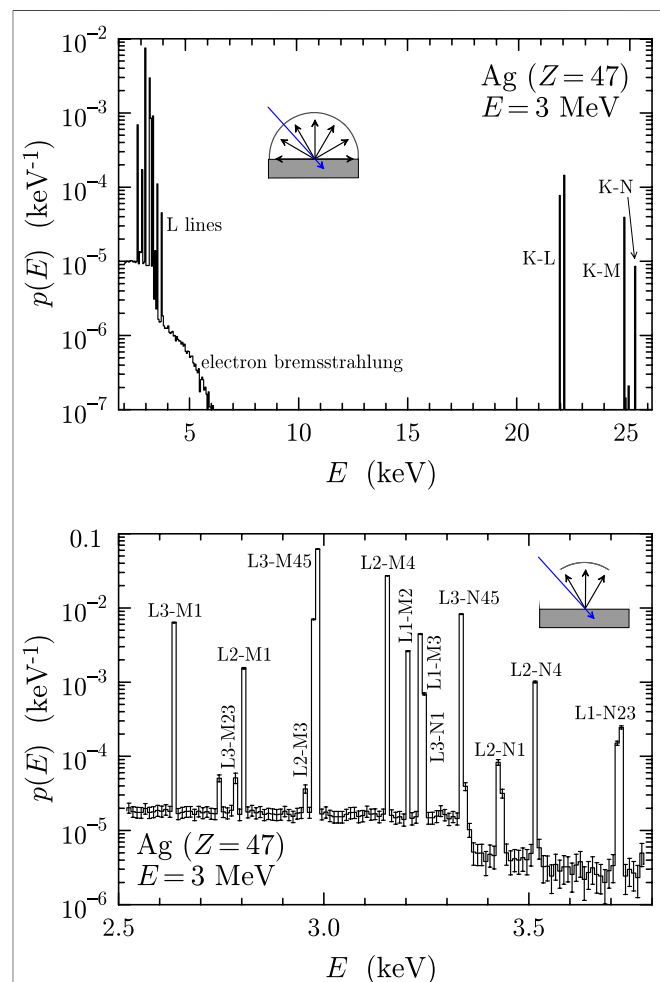 10⁻²
10⁻³
10⁻⁴
10⁻⁵
10⁻⁶
10⁻⁷
p(E) (keV⁻¹)
Ag (Z = 47)
E = 3 MeV
K-N
L lines
K-L
K-M
electron bremsstrahlung
5 10 15 20 25
E (keV)
0.1
10⁻²
10⁻³
10⁻⁴
10⁻⁵
10⁻⁶
p(E) (keV⁻¹)
L3-M45
L2-M4
L3-M1
L1-M2
L3-N45
L1-M3
L2-N4
L2-M1
L3-M23
L2-M3
L3-N1
L2-N1
L1-N23
Ag (Z = 47)
E = 3 MeV
2.5 3.0 3.5
E (keV)